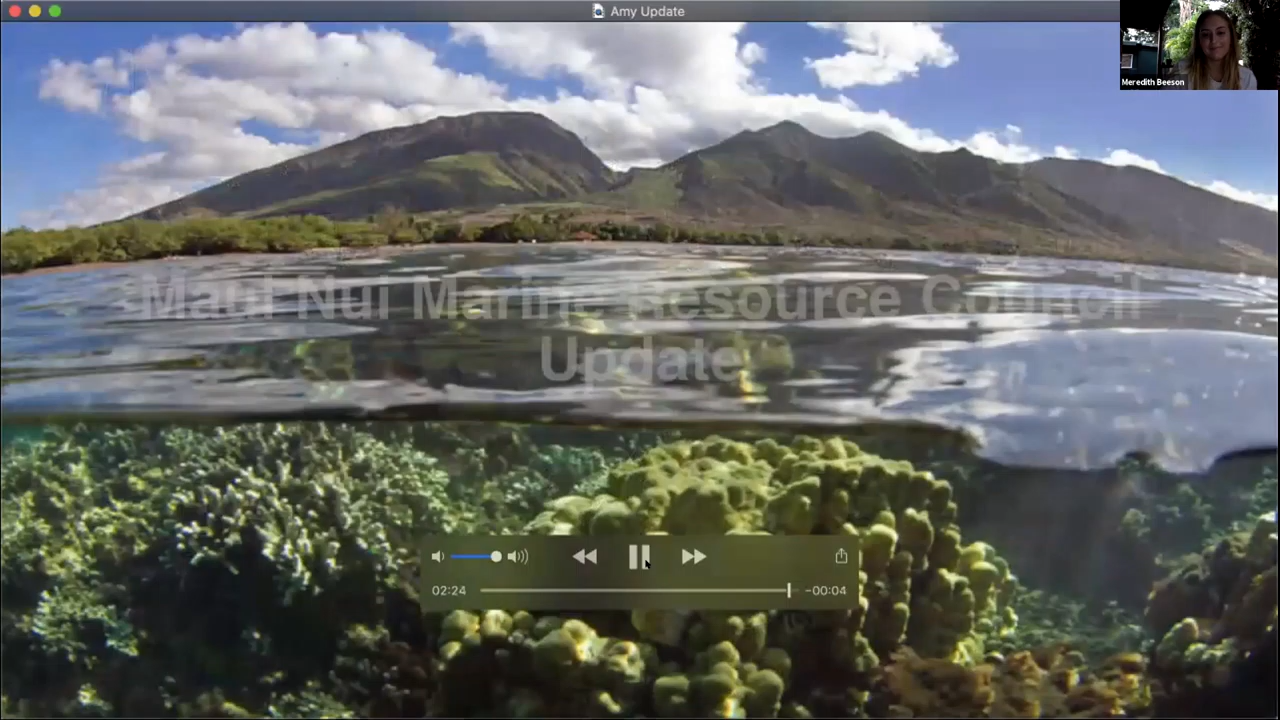 Amy Update
Meredith Beeson
Maui Nui Marine Resource Council
Update
02:24
-00:04